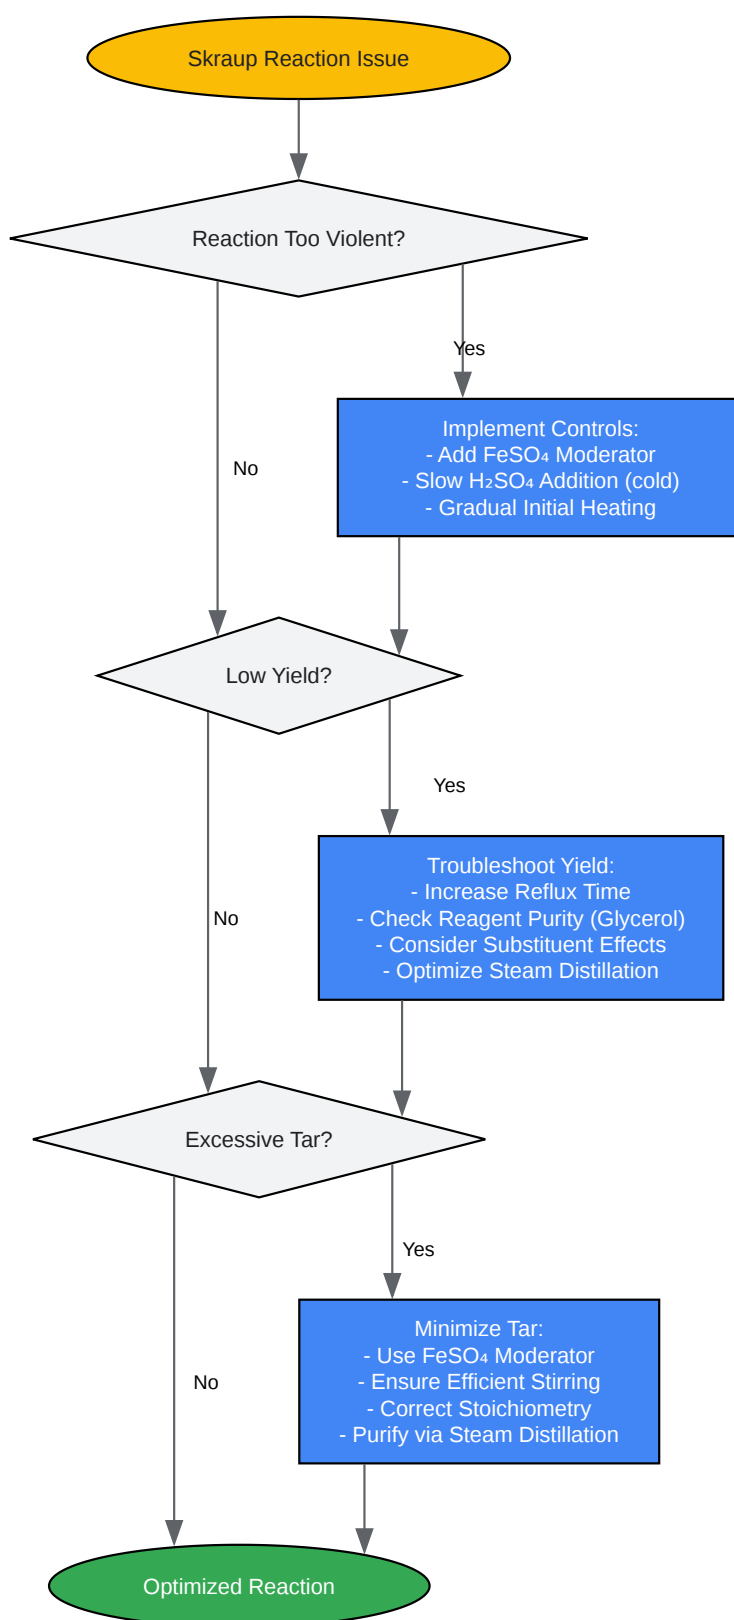 Skraup Reaction Issue
Reaction Too Violent?
Yes
Implement Controls:
- Add FeSO₄ Moderator
- Slow H₂SO₄ Addition (cold)
- Gradual Initial Heating
No
Low Yield?
Yes
Troubleshoot Yield:
- Increase Reflux Time
- Check Reagent Purity (Glycerol)
- Consider Substituent Effects
- Optimize Steam Distillation
No
Excessive Tar?
Yes
Minimize Tar:
- Use FeSO₄ Moderator
- Ensure Efficient Stirring
- Correct Stoichiometry
- Purify via Steam Distillation
No
Optimized Reaction